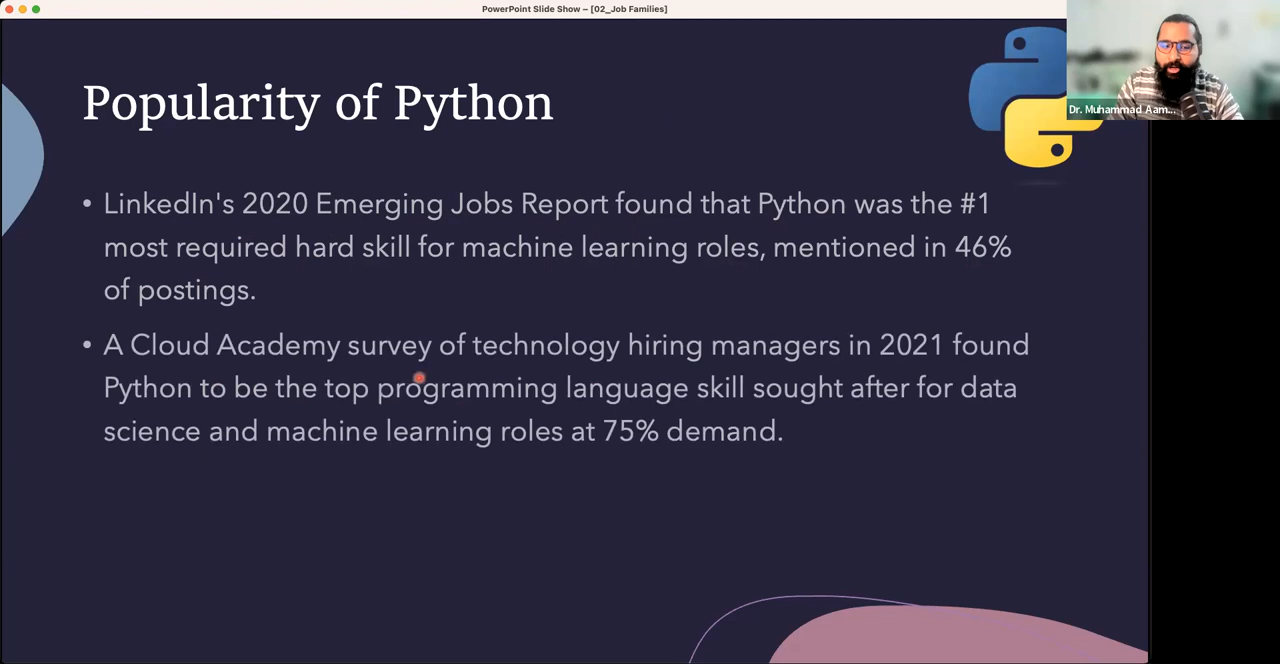 PowerPoint Slide Show – [02_Job Families]
Popularity of Python
Dr. Muhammad Aam...
• LinkedIn's 2020 Emerging Jobs Report found that Python was the #1
most required hard skill for machine learning roles, mentioned in 46%
of postings.
• A Cloud Academy survey of technology hiring managers in 2021 found
Python to be the top programming language skill sought after for data
science and machine learning roles at 75% demand.